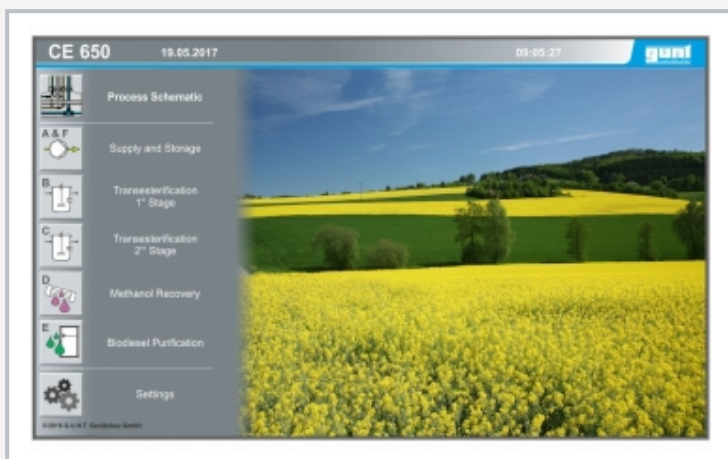 CE 650
19.05.2017
09:05:27
gunt
Process Schematic
A & F
Supply and Storage
B
Transesterification
1° Stage
C
Transesterification
2° Stage
D
Methanol Recovery
E
Biodiesel Purification
Settings